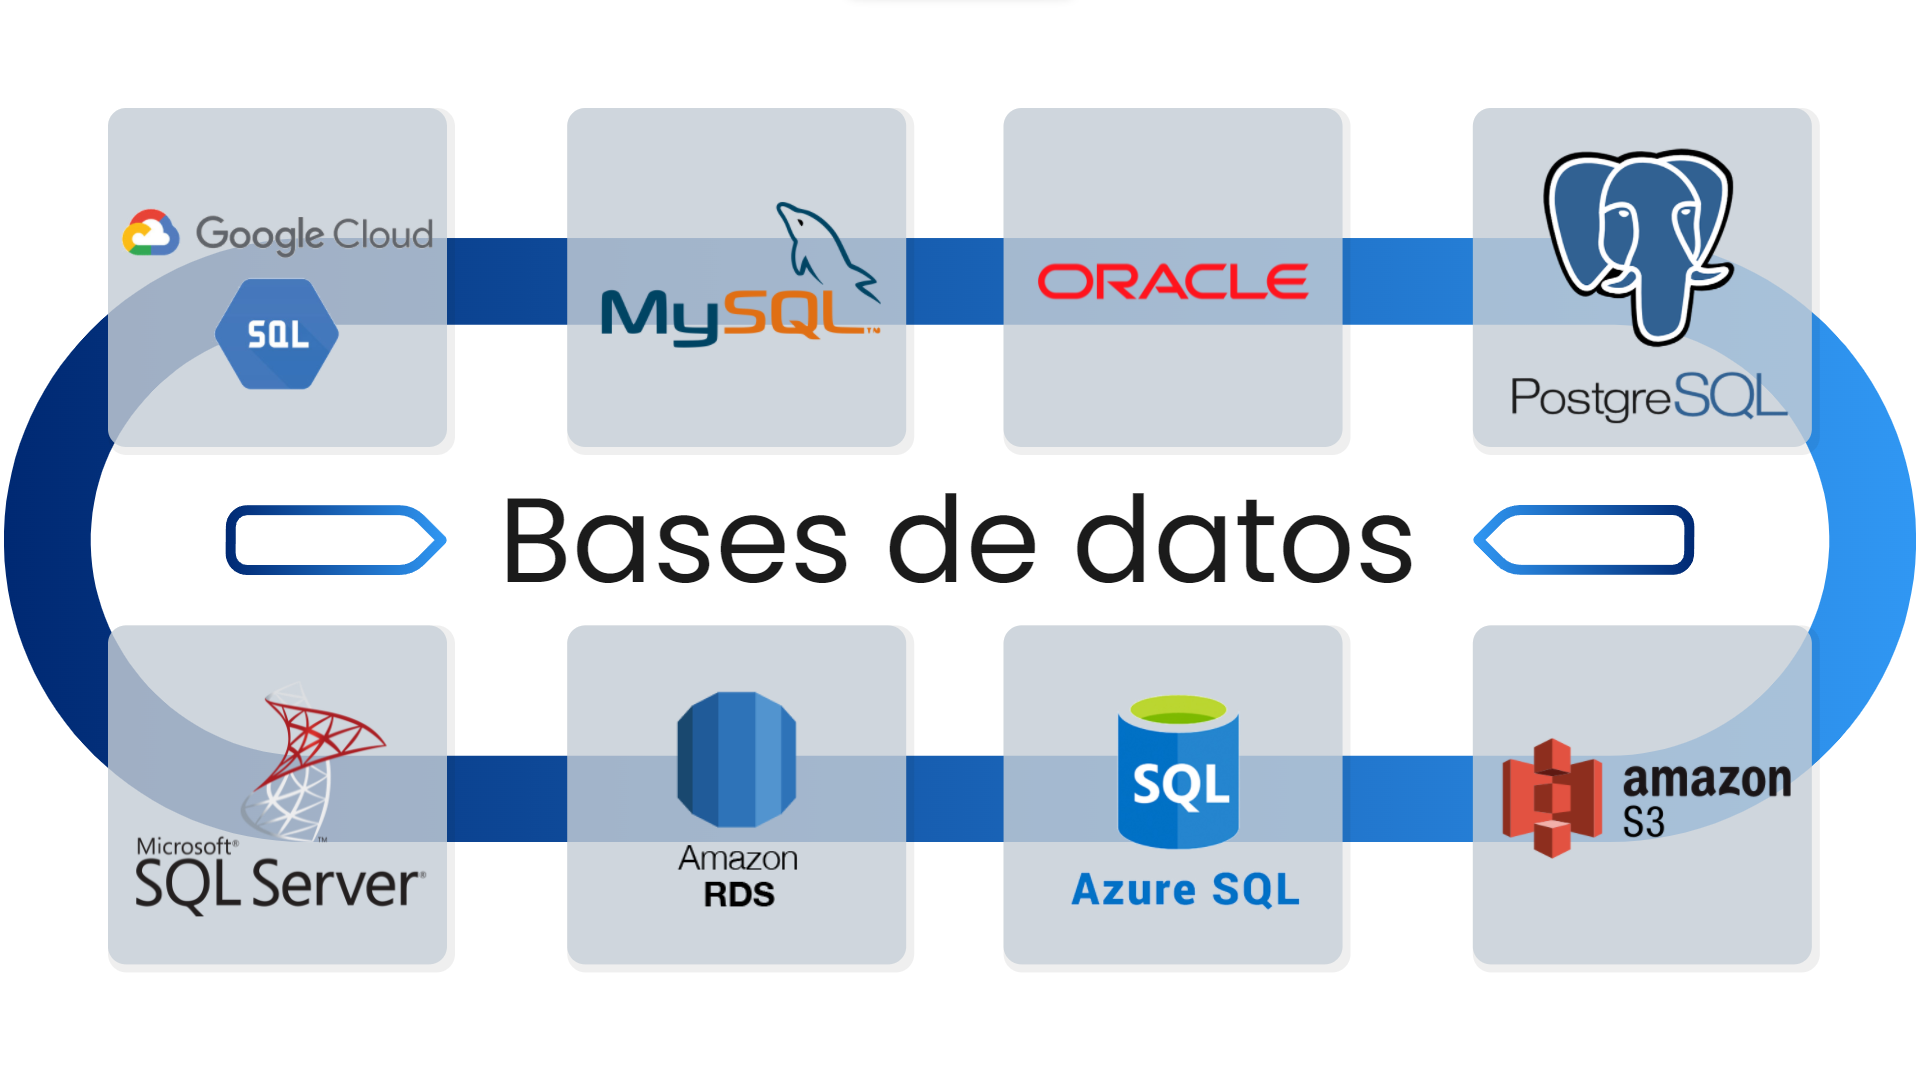 Google Cloud
SQL
MySQL™
ORACLE
PostgreSQL
Bases de datos
Microsoft®
SQL Server®
™
Amazon
RDS
SQL
Azure SQL
amazon
S3